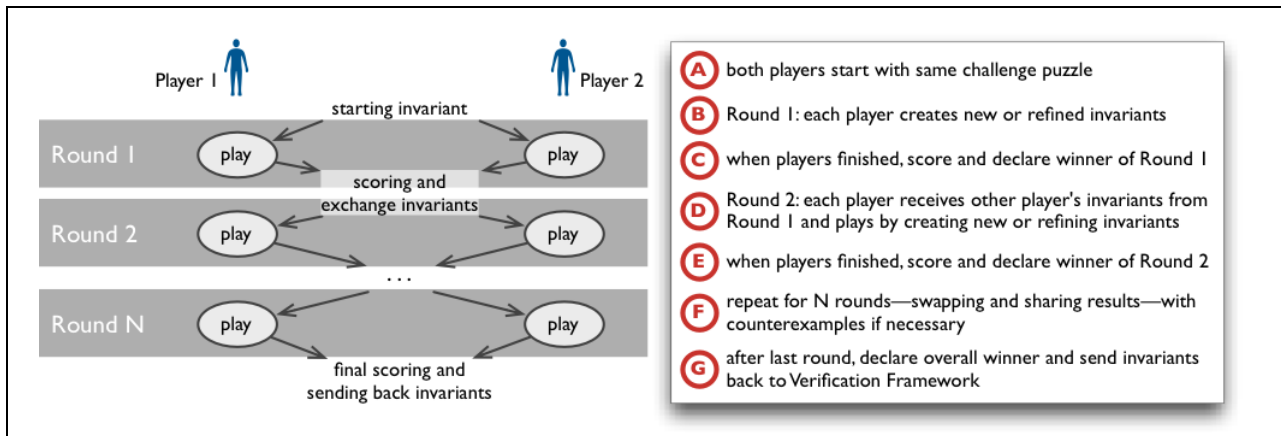 Player 1
Player 2
starting invariant
Round 1
play
play
scoring and
exchange invariants
Round 2
play
play
...
Round N
play
play
final scoring and
sending back invariants
A both players start with same challenge puzzle
B Round 1: each player creates new or refined invariants
C when players finished, score and declare winner of Round 1
D Round 2: each player receives other player's invariants from
Round 1 and plays by creating new or refining invariants
E when players finished, score and declare winner of Round 2
F repeat for N rounds—swapping and sharing results—with
counterexamples if necessary
G after last round, declare overall winner and send invariants
back to Verification Framework